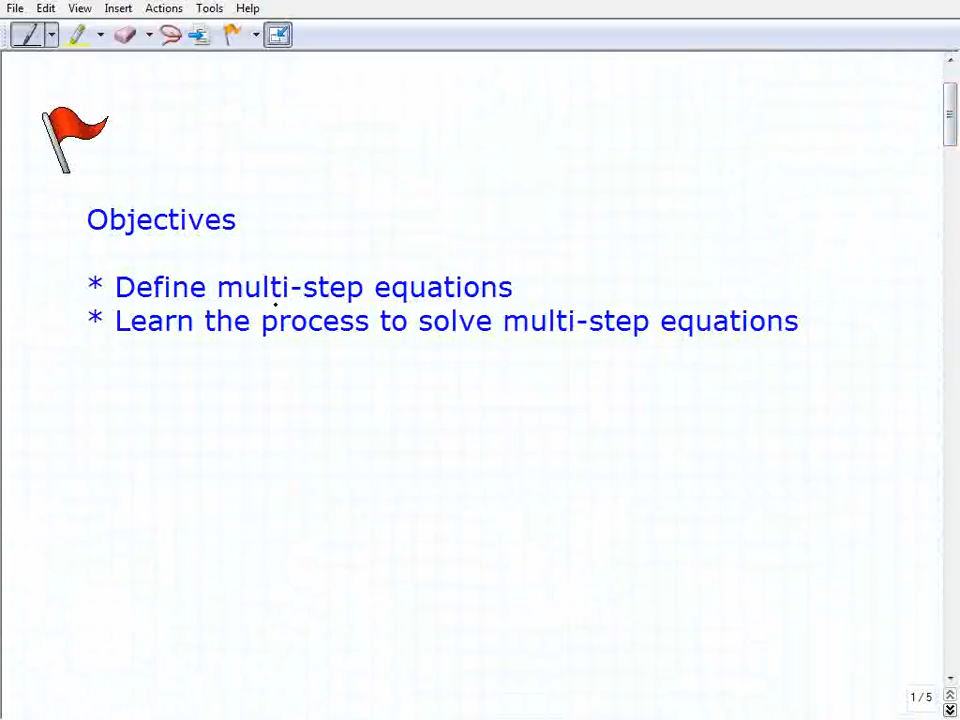 File Edit View Insert Actions Tools Help
Objectives
* Define multi-step equations
* Learn the process to solve multi-step equations
1 / 5